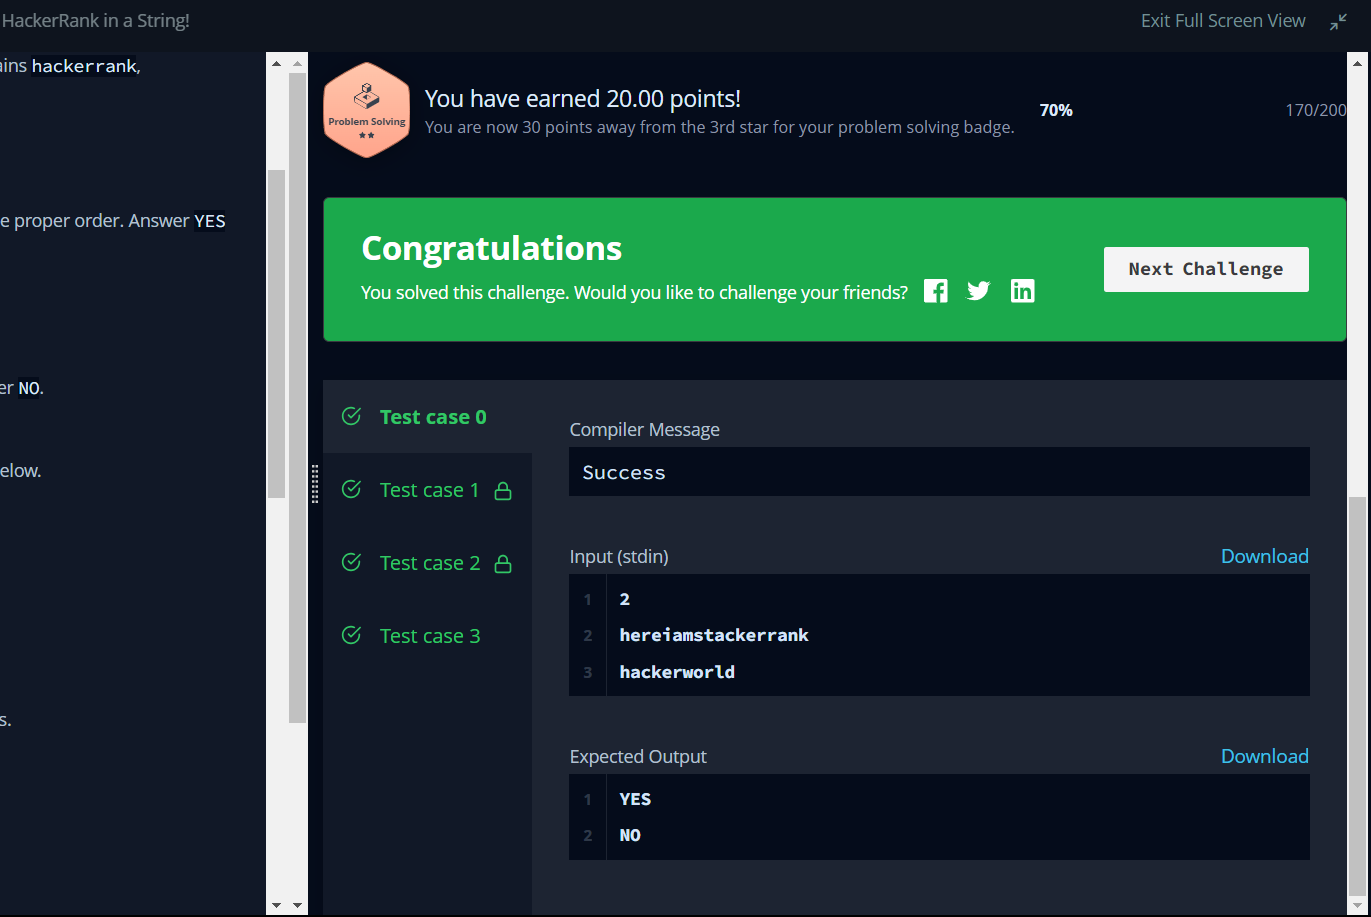 HackerRank in a String!
Exit Full Screen View
ains hackerrank,
e proper order. Answer YES
er NO.
elow.
s.
Problem Solving
You have earned 20.00 points!
You are now 30 points away from the 3rd star for your problem solving badge.
70%
170/200
Congratulations
You solved this challenge. Would you like to challenge your friends?
Next Challenge
Test case 0
Test case 1
Test case 2
Test case 3
Compiler Message
Success
Input (stdin)
Download
1 2
2 hereiamstackerrank
3 hackerworld
Expected Output
Download
1 YES
2 NO